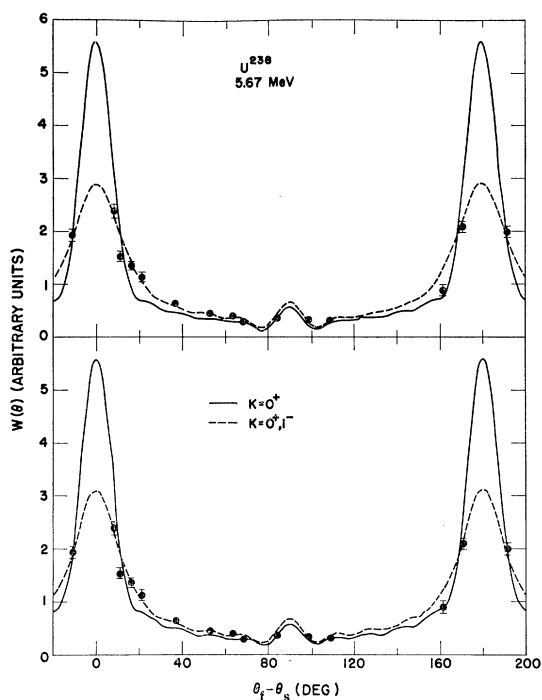 6
U²³⁸
5.67 MeV
5
4
3
2
1
0
W(θ) (ARBITRARY UNITS)
5
K=0⁺
K=0⁺,1⁻
4
3
2
1
0
0 40 80 120 160 200
θf-θs (DEG)